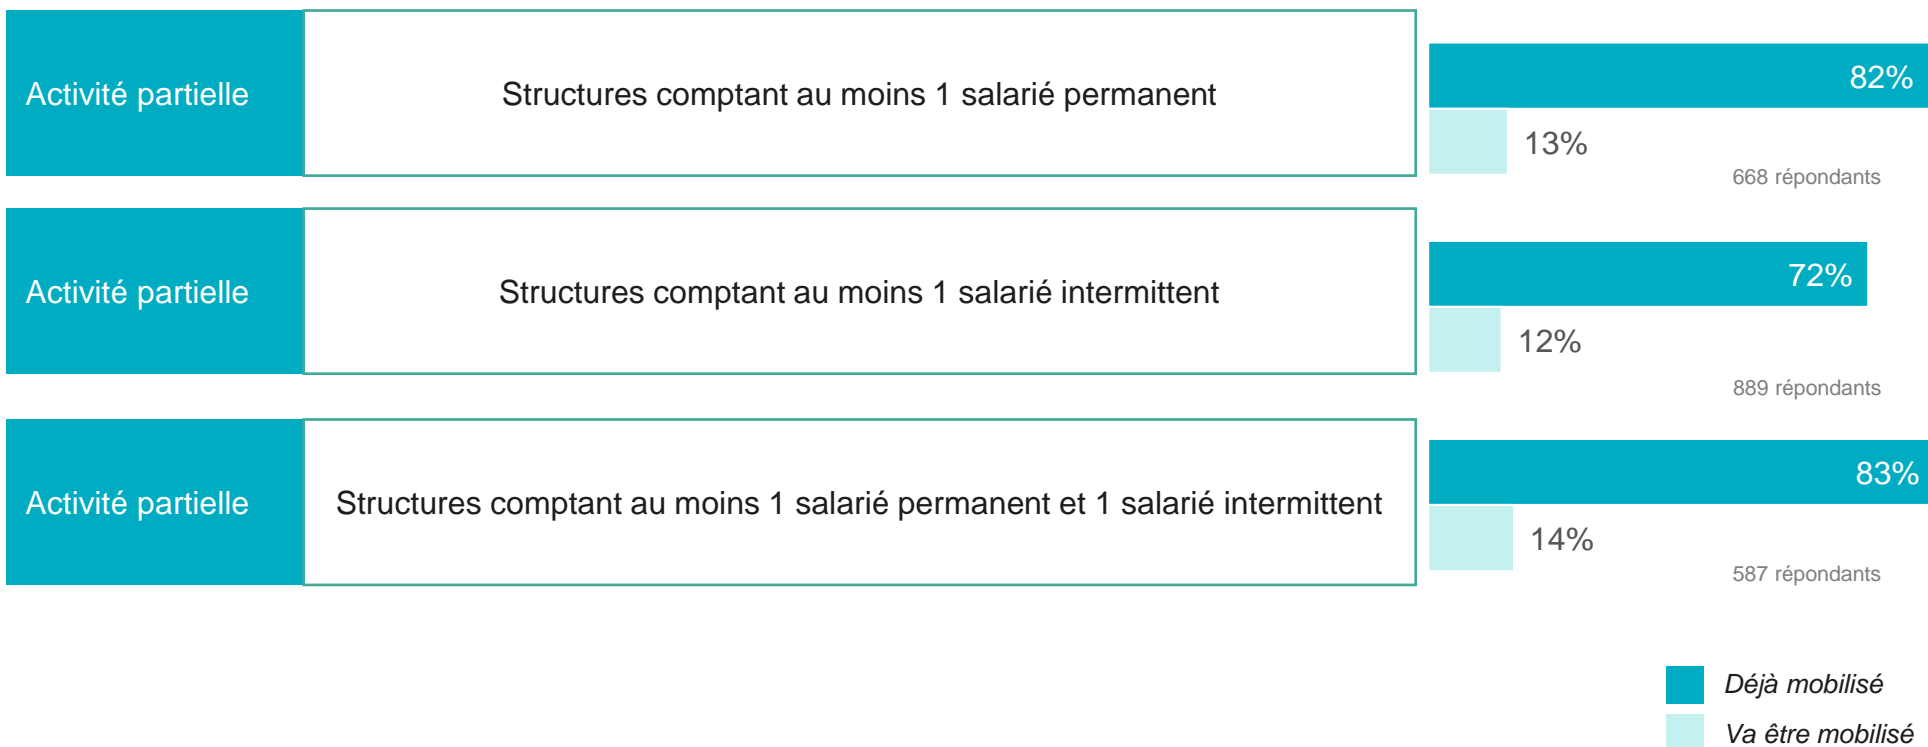 Activité partielle
Structures comptant au moins 1 salarié permanent
82%
13%
668 répondants
Activité partielle
Structures comptant au moins 1 salarié intermittent
72%
12%
889 répondants
Activité partielle
Structures comptant au moins 1 salarié permanent et 1 salarié intermittent
83%
14%
587 répondants
Déjà mobilisé
Va être mobilisé